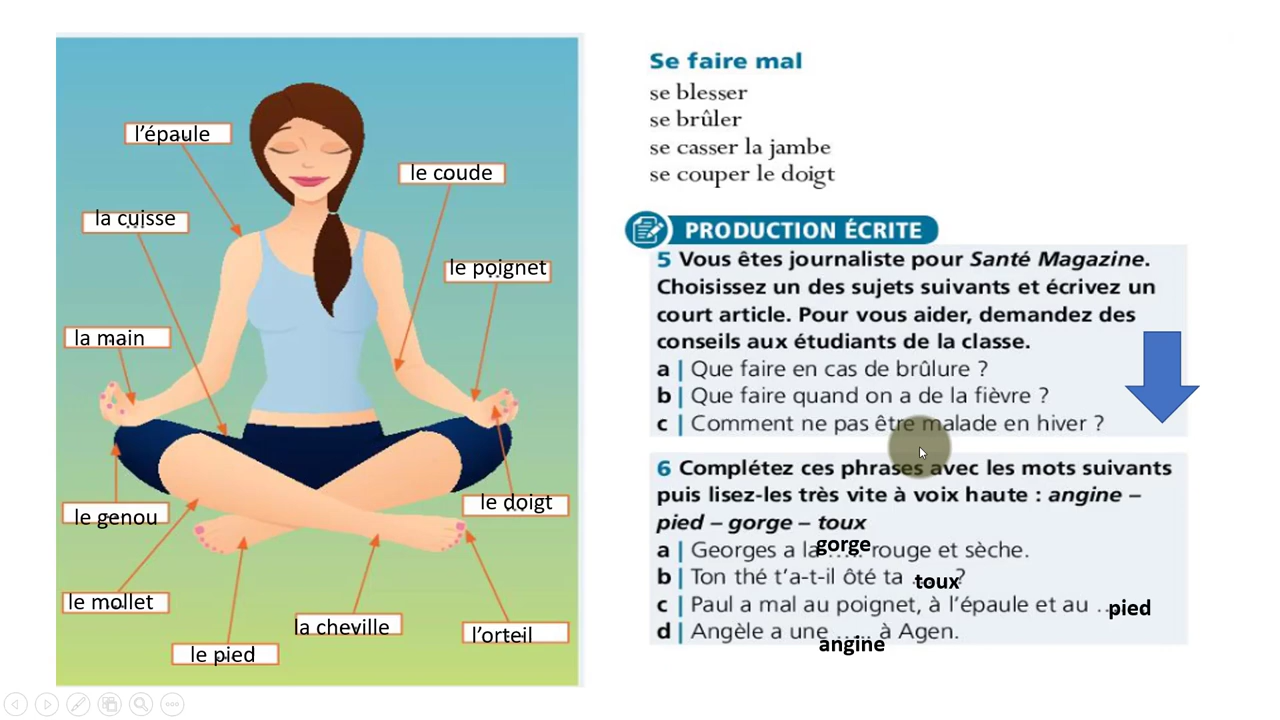 l'épaule
le coude
la cuisse
le poignet
la main
le genou
le doigt
le mollet
la cheville
l'orteil
le pied
Se faire mal
se blesser
se brûler
se casser la jambe
se couper le doigt
PRODUCTION ÉCRITE
5 Vous êtes journaliste pour Santé Magazine.
Choisissez un des sujets suivants et écrivez un
court article. Pour vous aider, demandez des
conseils aux étudiants de la classe.
a | Que faire en cas de brûlure ?
b | Que faire quand on a de la fièvre ?
c | Comment ne pas être malade en hiver ?
6 Complétez ces phrases avec les mots suivants
puis lisez-les très vite à voix haute : angine –
pied – gorge – toux
a | Georges a la gorge rouge et sèche.
b | Ton thé t'a-t-il ôté ta toux ?
c | Paul a mal au poignet, à l'épaule et au pied
d | Angèle a une angine à Agen.